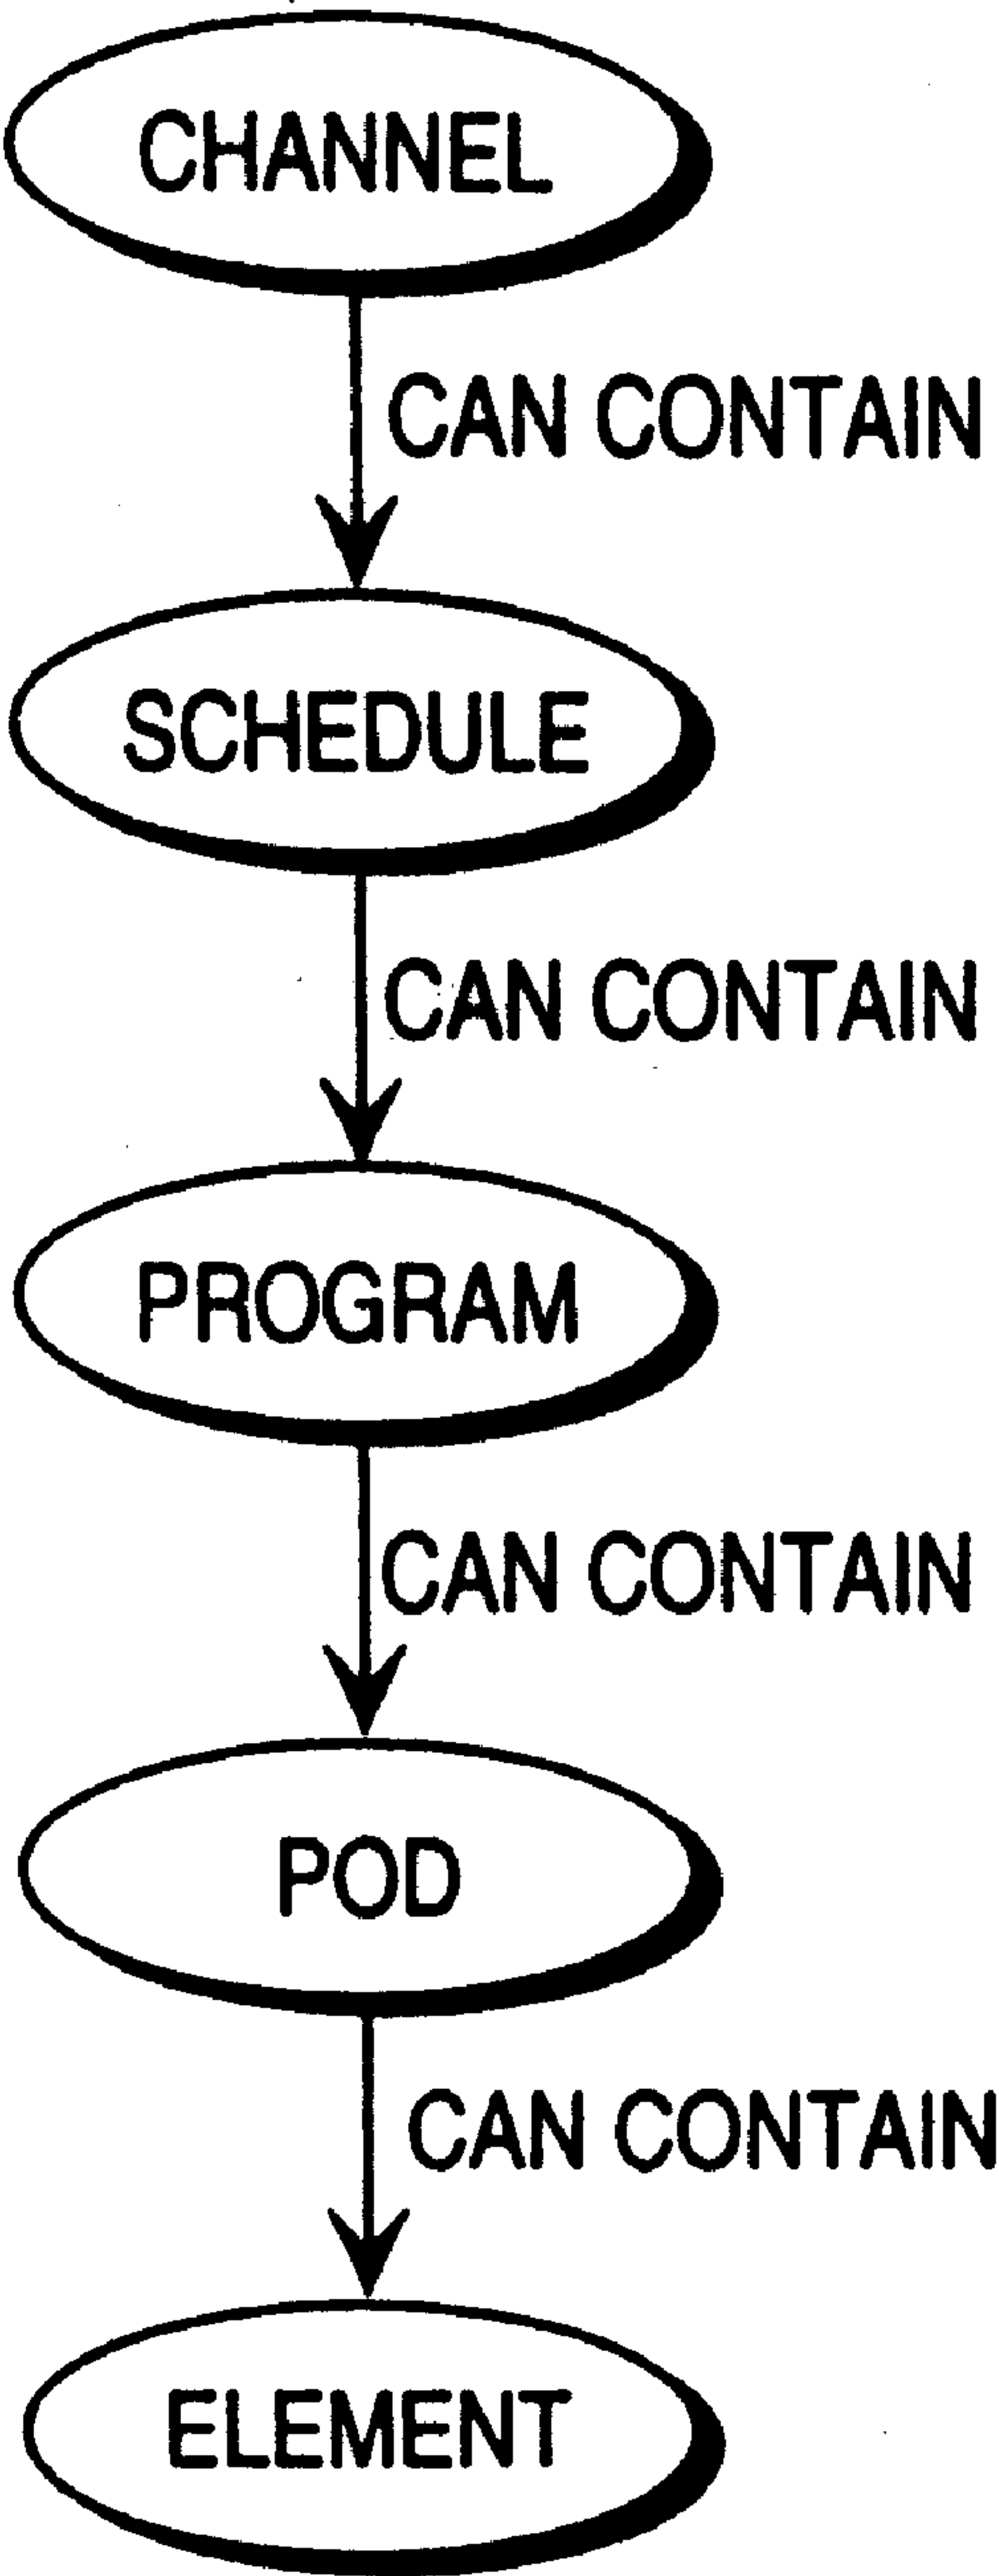 CHANNEL
CAN CONTAIN
SCHEDULE
CAN CONTAIN
PROGRAM
CAN CONTAIN
POD
CAN CONTAIN
ELEMENT